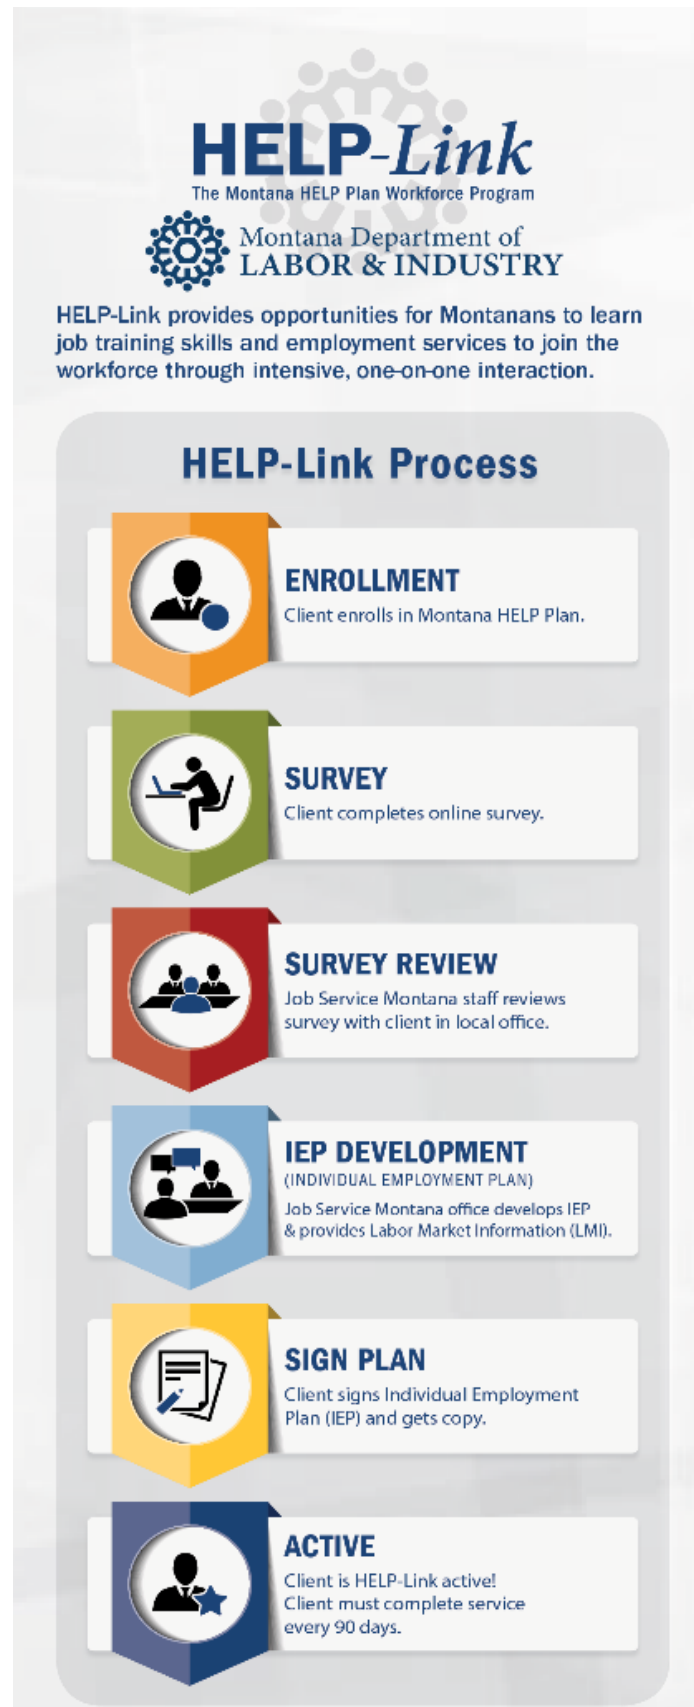 HELP-Link
The Montana HELP Plan Workforce Program
Montana Department of
LABOR & INDUSTRY
HELP-Link provides opportunities for Montanans to learn
job training skills and employment services to join the
workforce through intensive, one-on-one interaction.
HELP-Link Process
ENROLLMENT
Client enrolls in Montana HELP Plan.
SURVEY
Client completes online survey.
SURVEY REVIEW
Job Service Montana staff reviews
survey with client in local office.
IEP DEVELOPMENT
(INDIVIDUAL EMPLOYMENT PLAN)
Job Service Montana office develops IEP
& provides Labor Market Information (LMI).
SIGN PLAN
Client signs Individual Employment
Plan (IEP) and gets copy.
ACTIVE
Client is HELP-Link active!
Client must complete service
every 90 days.